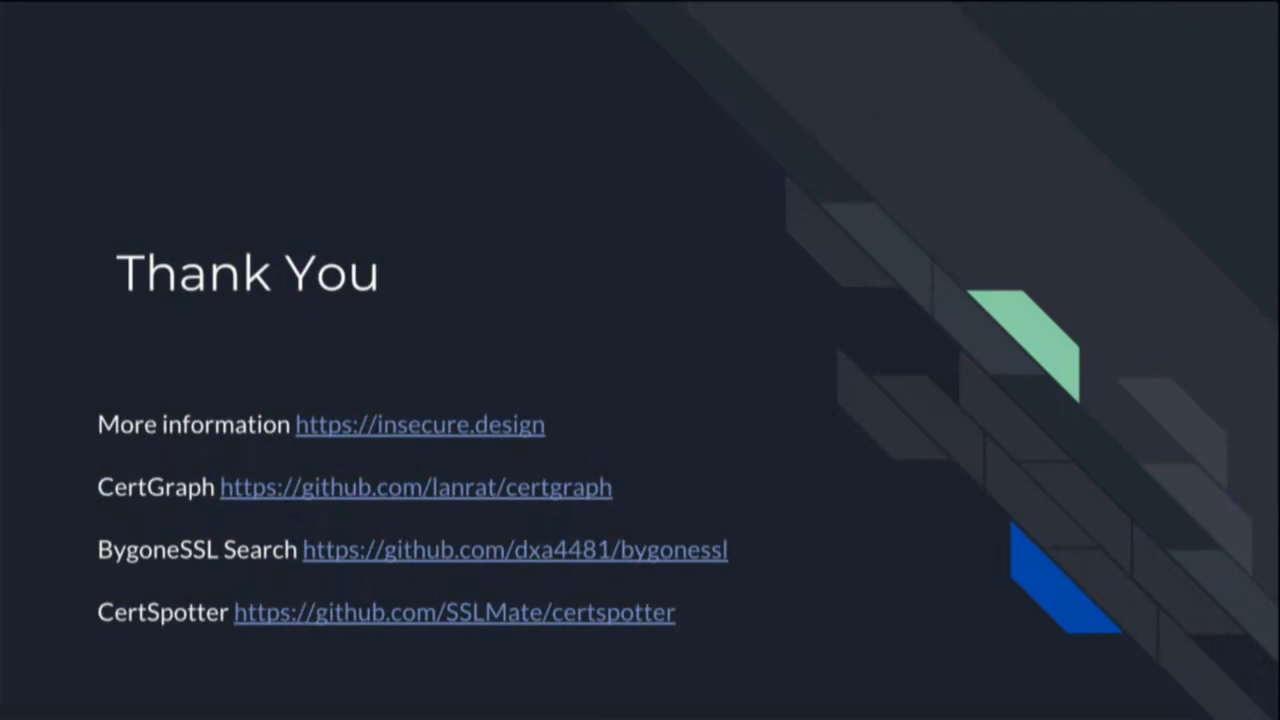 Thank You
More information https://insecure.design
CertGraph https://github.com/lanrat/certgraph
BygoneSSL Search https://github.com/dxa4481/bygonessl
CertSpotter https://github.com/SSLMate/certspotter